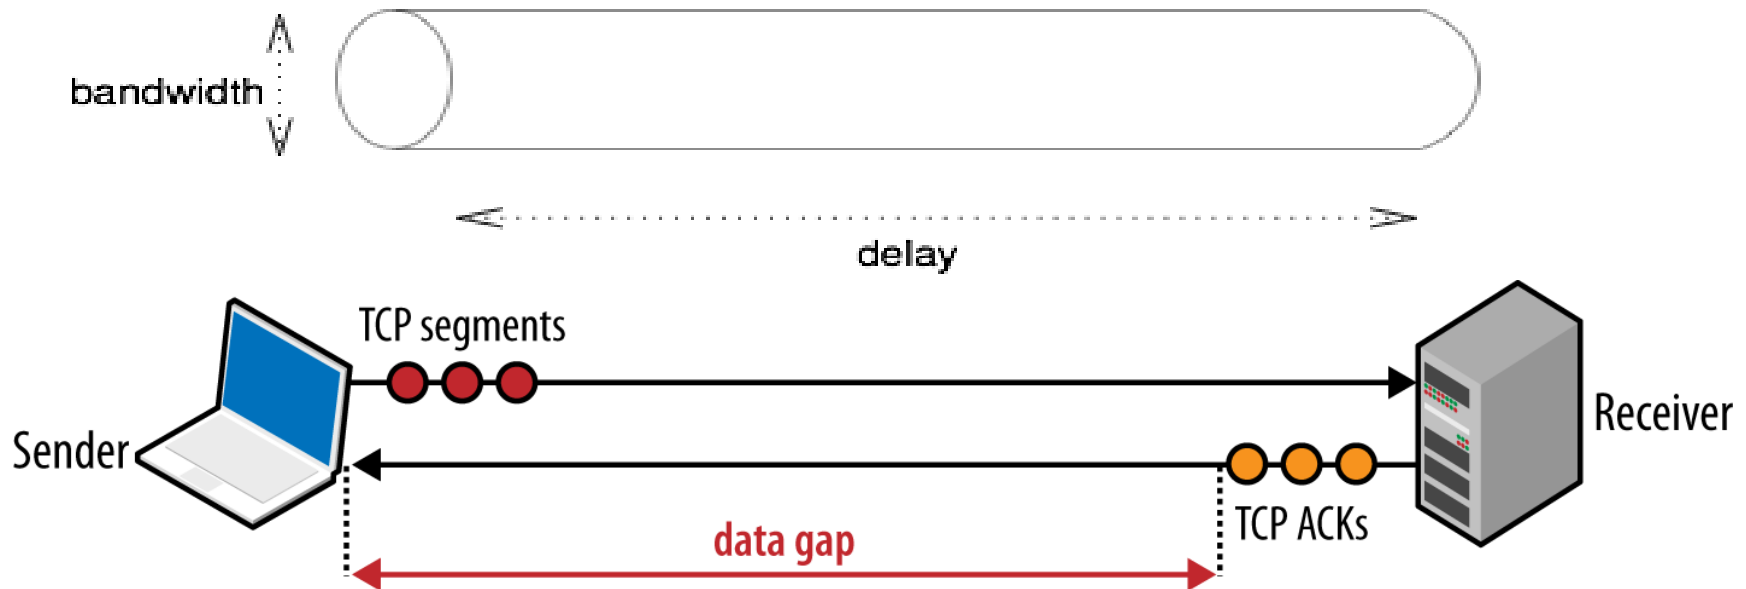 bandwidth
delay
TCP segments
Sender
Receiver
TCP ACKs
data gap